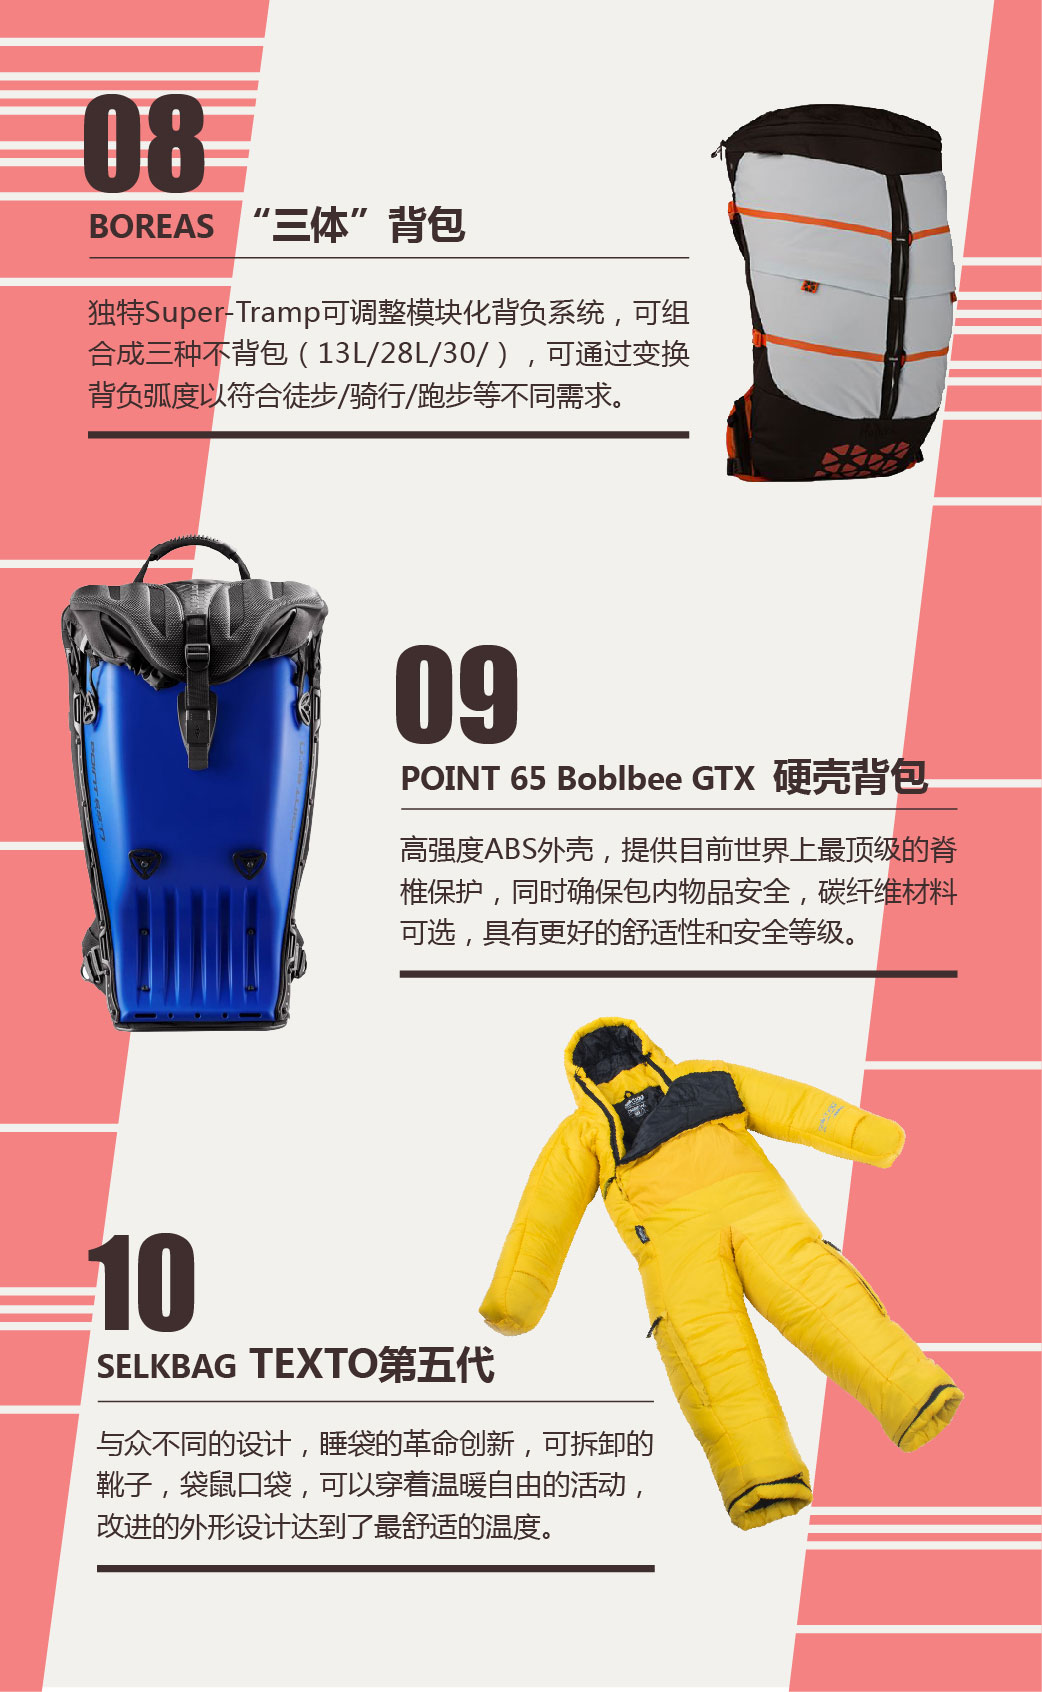 08
BOREAS “三体”背包
独特Super-Tramp可调整模块化背负系统，可组
合成三种不背包（13L/28L/30/），可通过变换
背负弧度以符合徒步/骑行/跑步等不同需求。
09
POINT 65 Boblbee GTX 硬壳背包
高强度ABS外壳，提供目前世界上最顶级的脊
椎保护，同时确保包内物品安全，碳纤维材料
可选，具有更好的舒适性和安全等级。
10
SELKBAG TEXTO第五代
与众不同的设计，睡袋的革命创新，可拆卸的
靴子，袋鼠口袋，可以穿着温暖自由的活动，
改进的外形设计达到了最舒适的温度。